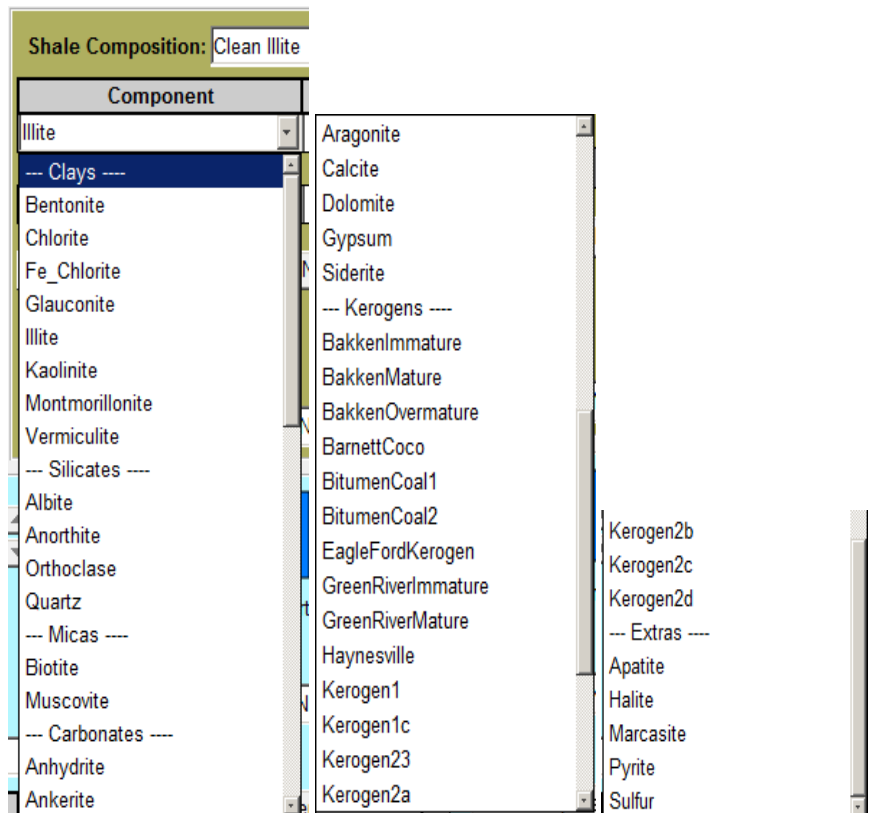 Shale Composition: Clean Illite
Component
Illite
--- Clays ----
Bentonite
Chlorite
Fe_Chlorite
Glauconite
Illite
Kaolinite
Montmorillonite
Vermiculite
--- Silicates ----
Albite
Anorthite
Orthoclase
Quartz
--- Micas ----
Biotite
Muscovite
--- Carbonates ----
Anhydrite
Ankerite
Aragonite
Calcite
Dolomite
Gypsum
Siderite
--- Kerogens ----
BakkenImmature
BakkenMature
BakkenOvermature
BarnettCoco
BitumenCoal1
BitumenCoal2
EagleFordKerogen
GreenRiverImmature
GreenRiverMature
Haynesville
Kerogen1
Kerogen1c
Kerogen23
Kerogen2a
Kerogen2b
Kerogen2c
Kerogen2d
--- Extras ----
Apatite
Halite
Marcasite
Pyrite
Sulfur